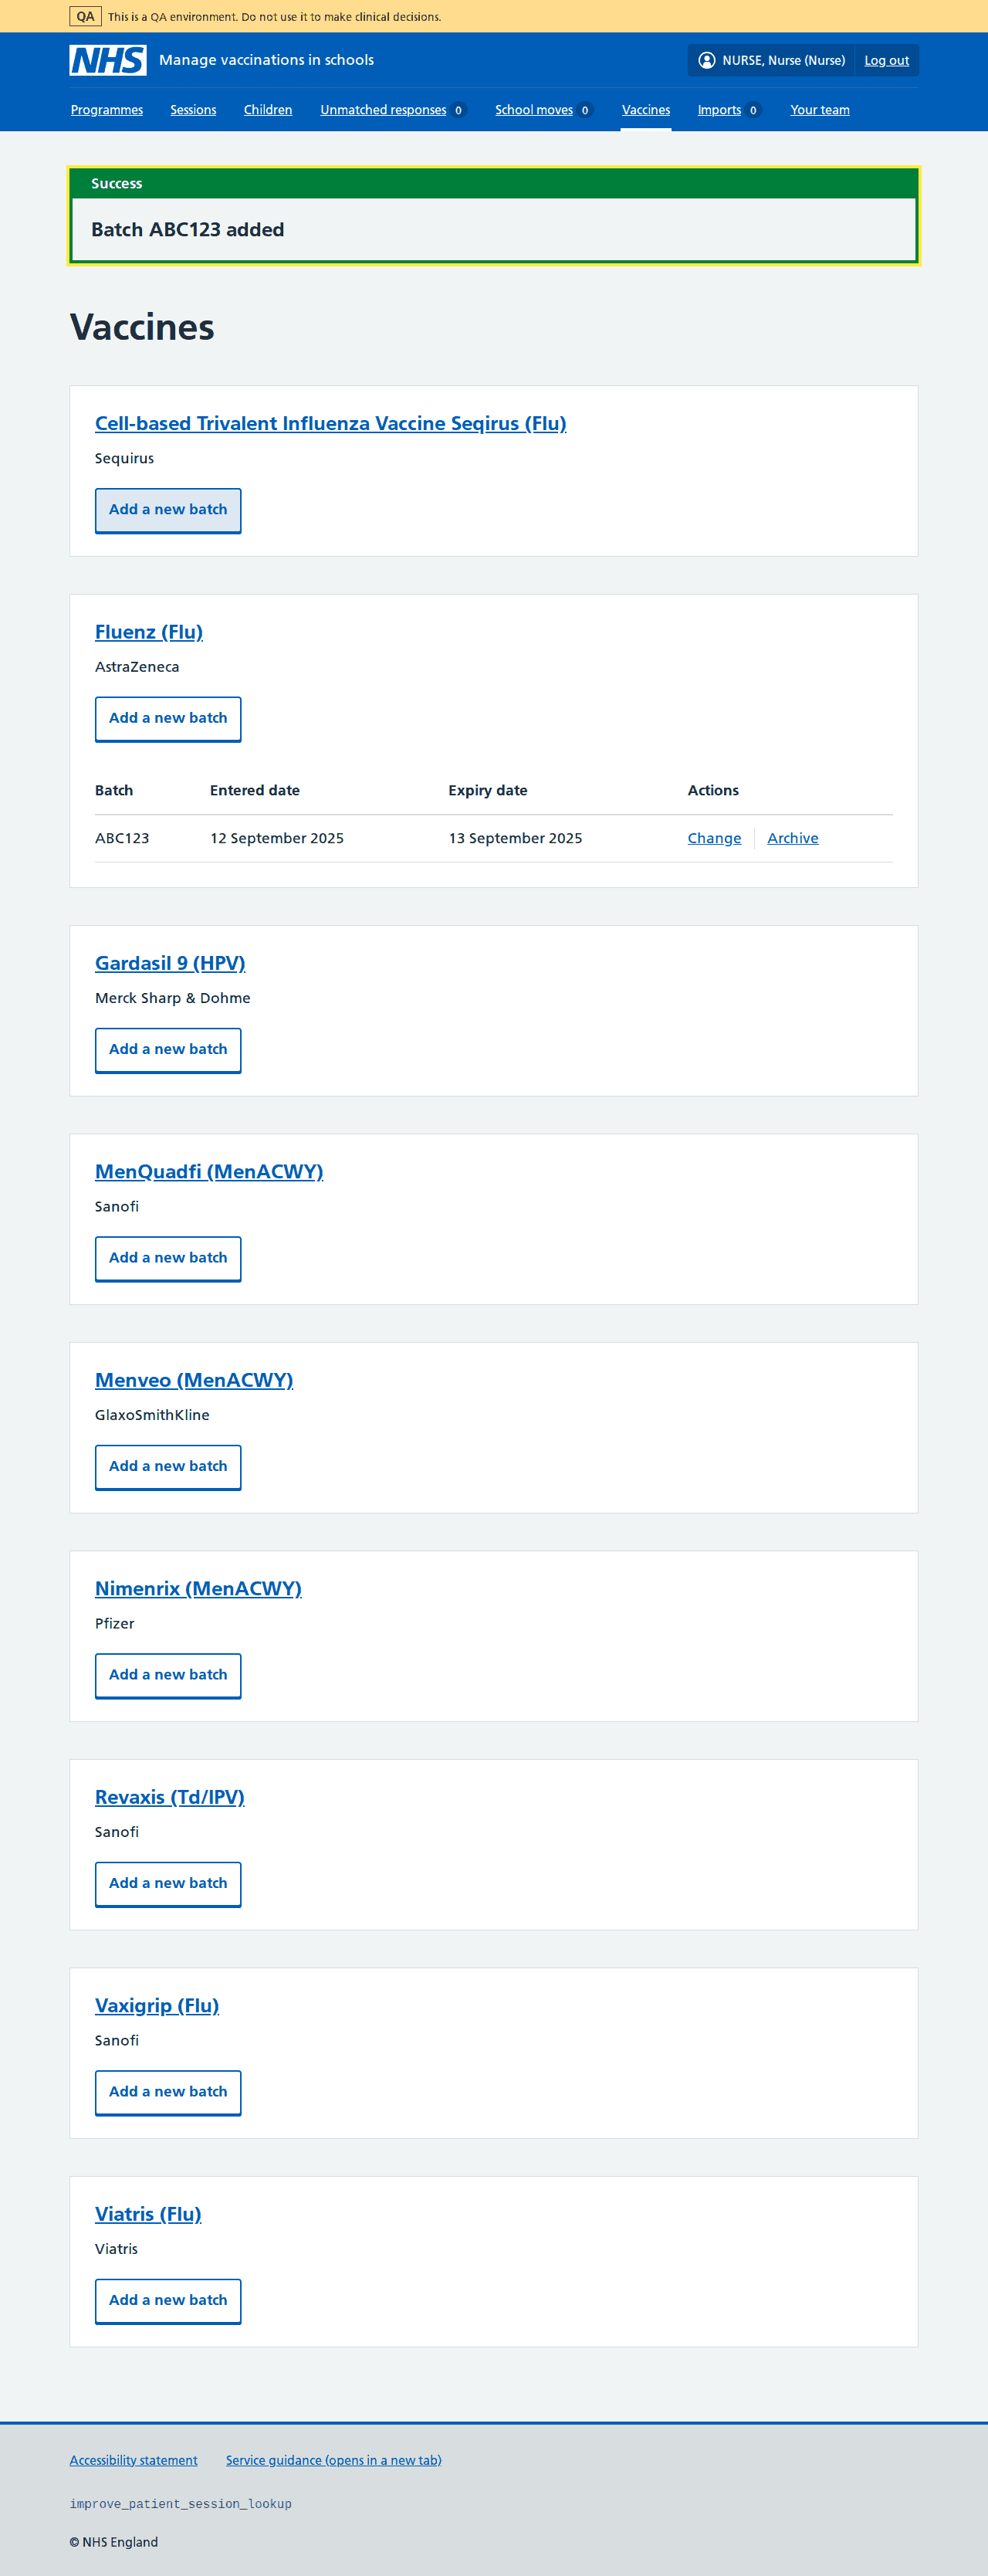 QA This is a QA environment. Do not use it to make clinical decisions.
NHS Manage vaccinations in schools NURSE, Nurse (Nurse) Log out
Programmes Sessions Children Unmatched responses 0 School moves 0 Vaccines Imports 0 Your team
Success
Batch ABC123 added
Vaccines
Cell-based Trivalent Influenza Vaccine Seqirus (Flu)
Sequirus
Add a new batch
Fluenz (Flu)
AstraZeneca
Add a new batch
Batch Entered date Expiry date Actions
ABC123 12 September 2025 13 September 2025 Change Archive
Gardasil 9 (HPV)
Merck Sharp & Dohme
Add a new batch
MenQuadfi (MenACWY)
Sanofi
Add a new batch
Menveo (MenACWY)
GlaxoSmithKline
Add a new batch
Nimenrix (MenACWY)
Pfizer
Add a new batch
Revaxis (Td/IPV)
Sanofi
Add a new batch
Vaxigrip (Flu)
Sanofi
Add a new batch
Viatris (Flu)
Viatris
Add a new batch
Accessibility statement Service guidance (opens in a new tab)
improve_patient_session_lookup
© NHS England